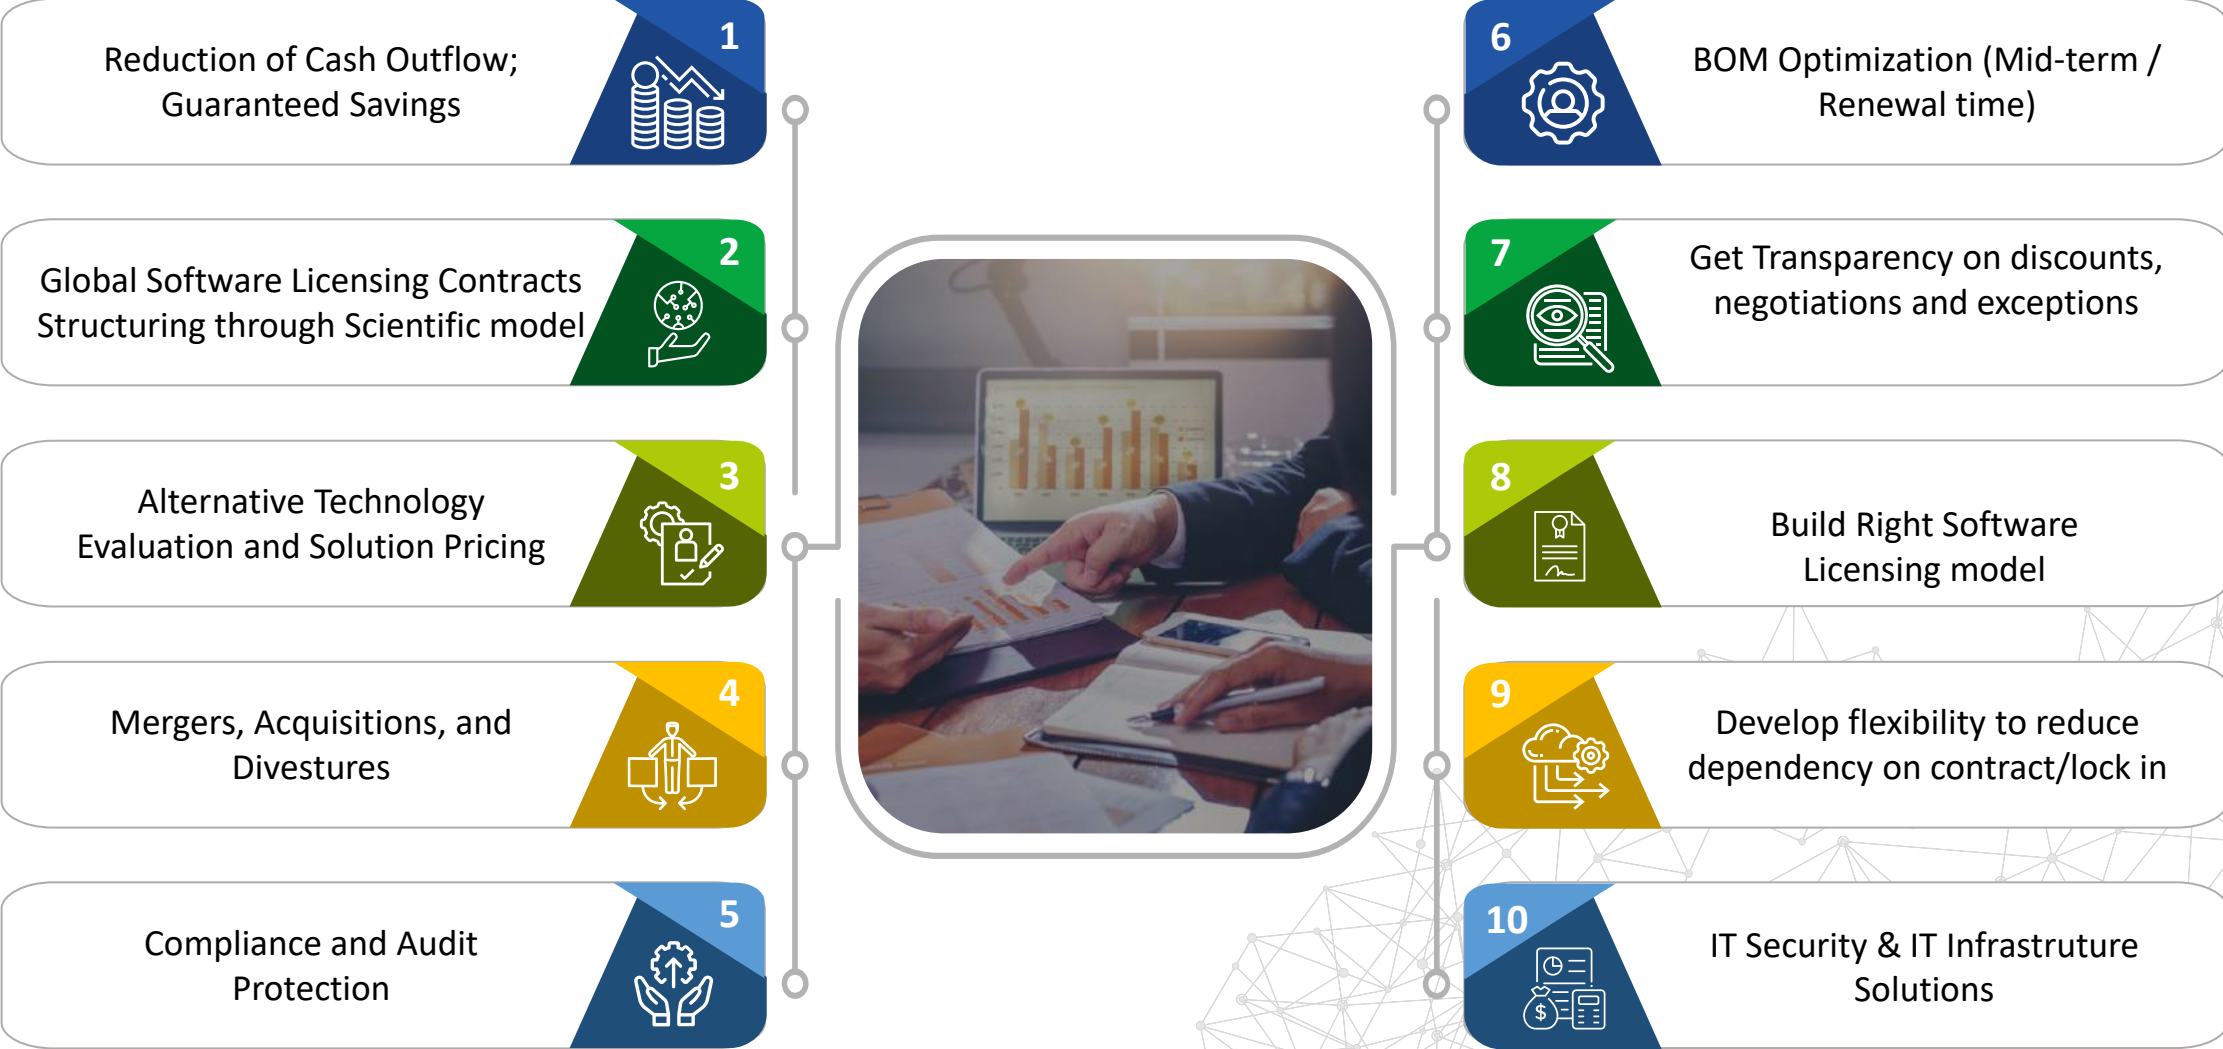 1
Reduction of Cash Outflow;
Guaranteed Savings
2
Global Software Licensing Contracts
Structuring through Scientific model
3
Alternative Technology
Evaluation and Solution Pricing
4
Mergers, Acquisitions, and
Divestures
5
Compliance and Audit
Protection
6
BOM Optimization (Mid-term /
Renewal time)
7
Get Transparency on discounts,
negotiations and exceptions
8
Build Right Software
Licensing model
9
Develop flexibility to reduce
dependency on contract/lock in
10
IT Security & IT Infrastruture
Solutions
$